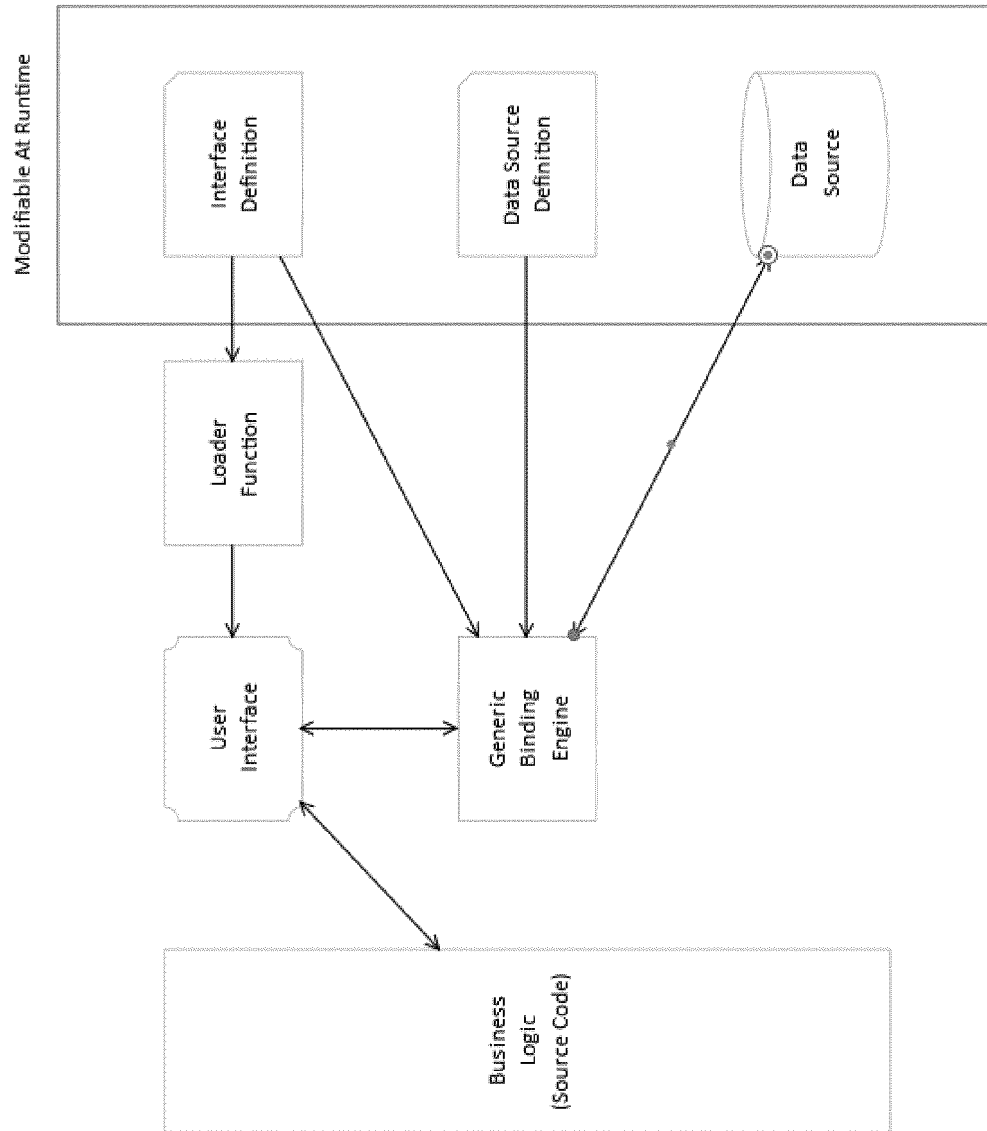 Modifiable At Runtime
Interface
Definition
Data Source
Definition
Data
Source
Loader
Function
User
Interface
Generic
Binding
Engine
Business
Logic
(Source Code)